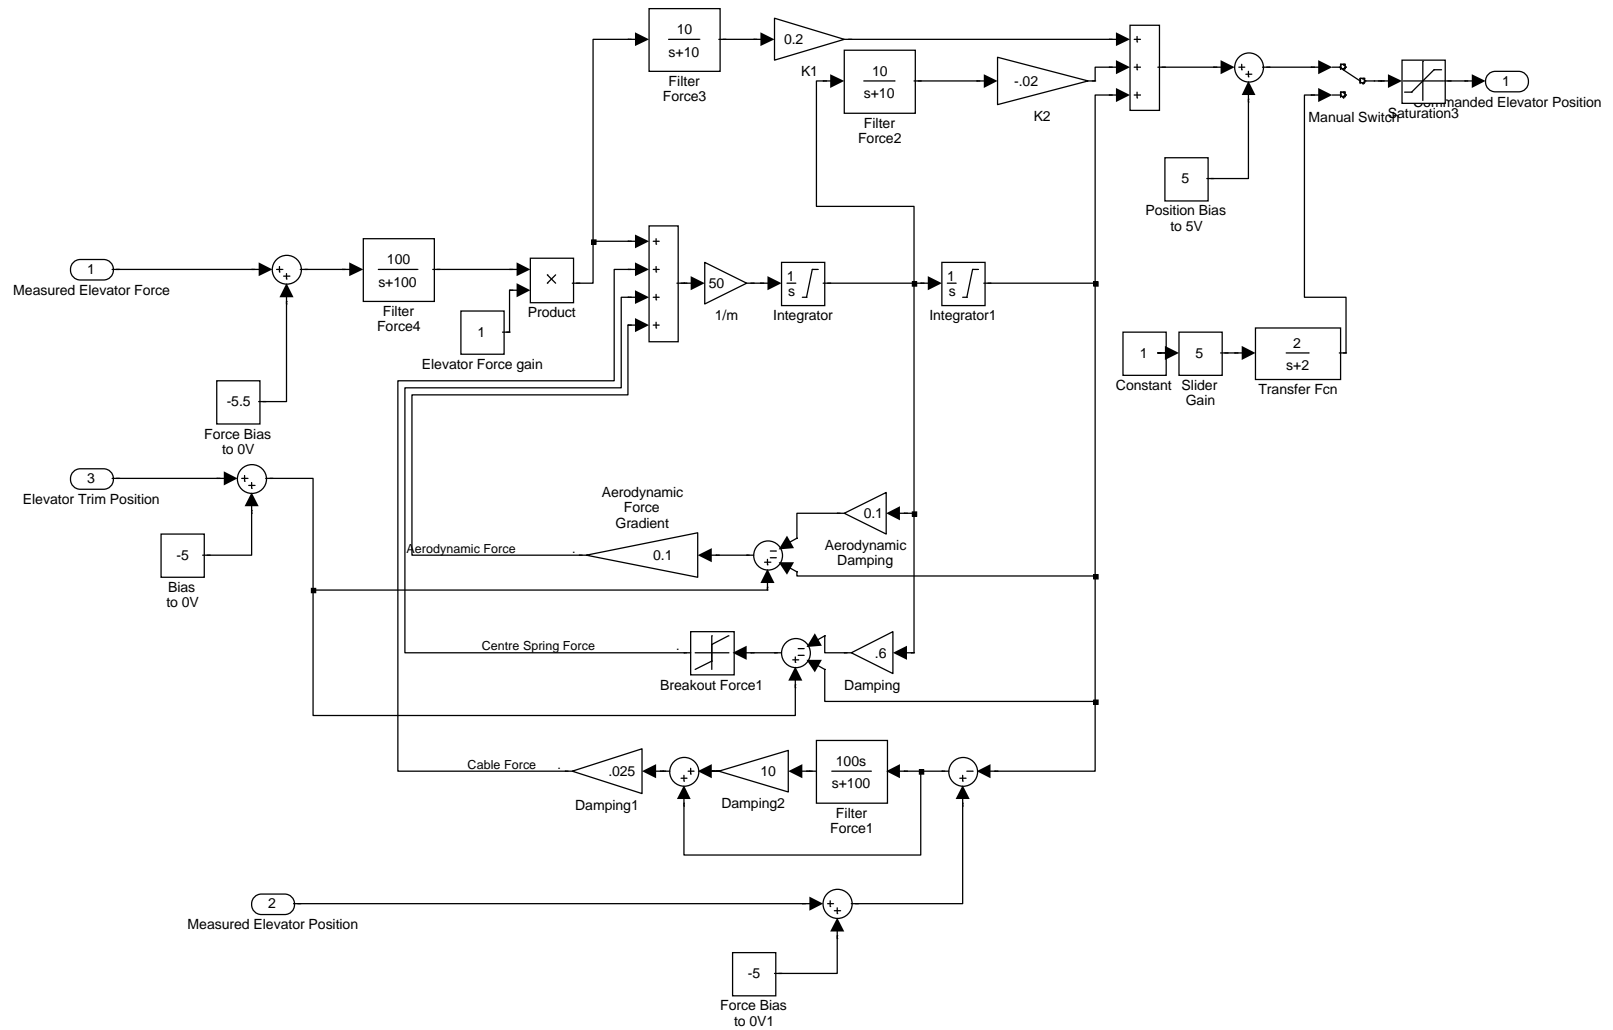 10
s+10
Filter
Force3
0.2
K1
10
s+10
Filter
Force2
-.02
K2
+
+
+
+
+
Manual Switch
Saturation3
1
Commanded Elevator Position
5
Position Bias
to 5V
1
Measured Elevator Force
+
+
100
s+100
Filter
Force4
×
Product
1
Elevator Force gain
+
+
+
+
50
1/m
1
s
Integrator
1
s
Integrator1
1
Constant
5
Slider
Gain
2
s+2
Transfer Fcn
-5.5
Force Bias
to 0V
3
Elevator Trim Position
+
+
-5
Bias
to 0V
Aerodynamic
Force
Gradient
Aerodynamic Force
0.1
−
−
+
0.1
Aerodynamic
Damping
Centre Spring Force
Breakout Force1
−
−
+
.6
Damping
Cable Force
.025
Damping1
+
+
10
Damping2
100s
s+100
Filter
Force1
−
+
2
Measured Elevator Position
+
+
-5
Force Bias
to 0V1